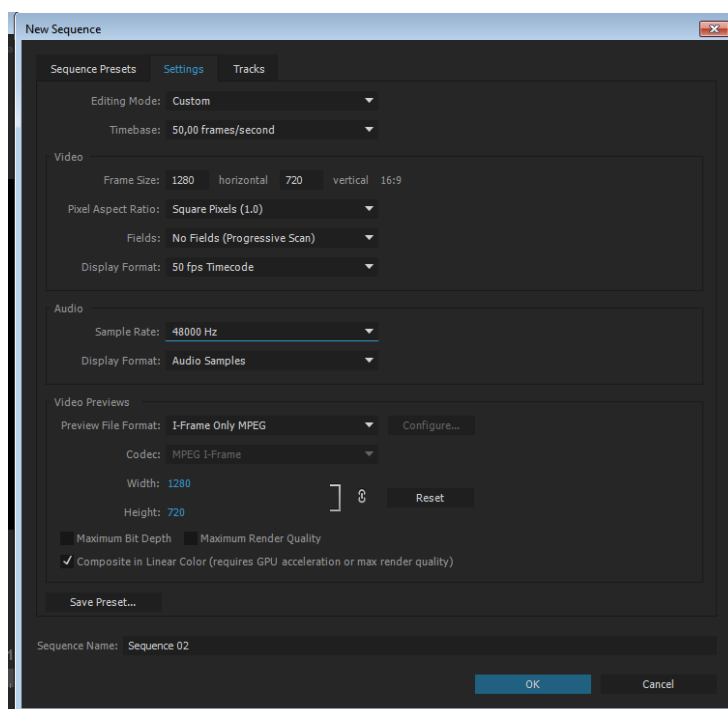 New Sequence
Sequence Presets Settings Tracks
Editing Mode: Custom
Timebase: 50,00 frames/second
Video
Frame Size: 1280 horizontal 720 vertical 16:9
Pixel Aspect Ratio: Square Pixels (1.0)
Fields: No Fields (Progressive Scan)
Display Format: 50 fps Timecode
Audio
Sample Rate: 48000 Hz
Display Format: Audio Samples
Video Previews
Preview File Format: I-Frame Only MPEG Configure...
Codec: MPEG I-Frame
Width: 1280
Reset
Height: 720
Maximum Bit Depth Maximum Render Quality
Composite in Linear Color (requires GPU acceleration or max render quality)
Save Preset...
Sequence Name: Sequence 02
OK Cancel